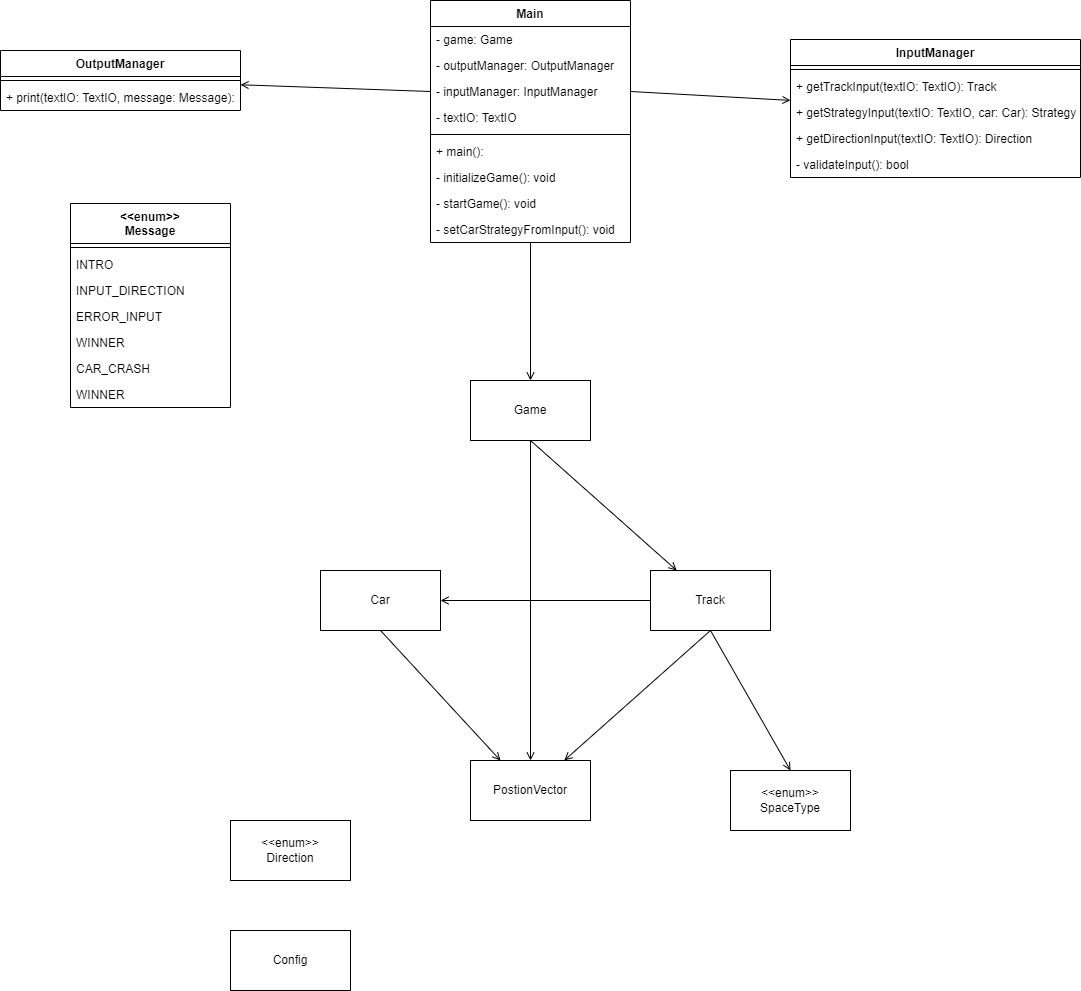 Main
- game: Game
- outputManager: OutputManager
- inputManager: InputManager
- textIO: TextIO
+ main():
- initializeGame(): void
- startGame(): void
- setCarStrategyFromInput(): void
OutputManager
+ print(textIO: TextIO, message: Message):
InputManager
+ getTrackInput(textIO: TextIO): Track
+ getStrategyInput(textIO: TextIO, car: Car): Strategy
+ getDirectionInput(textIO: TextIO): Direction
- validateInput(): bool
<<enum>>
Message
INTRO
INPUT_DIRECTION
ERROR_INPUT
WINNER
CAR_CRASH
WINNER
Game
Car
Track
PostionVector
<<enum>>
SpaceType
<<enum>>
Direction
Config